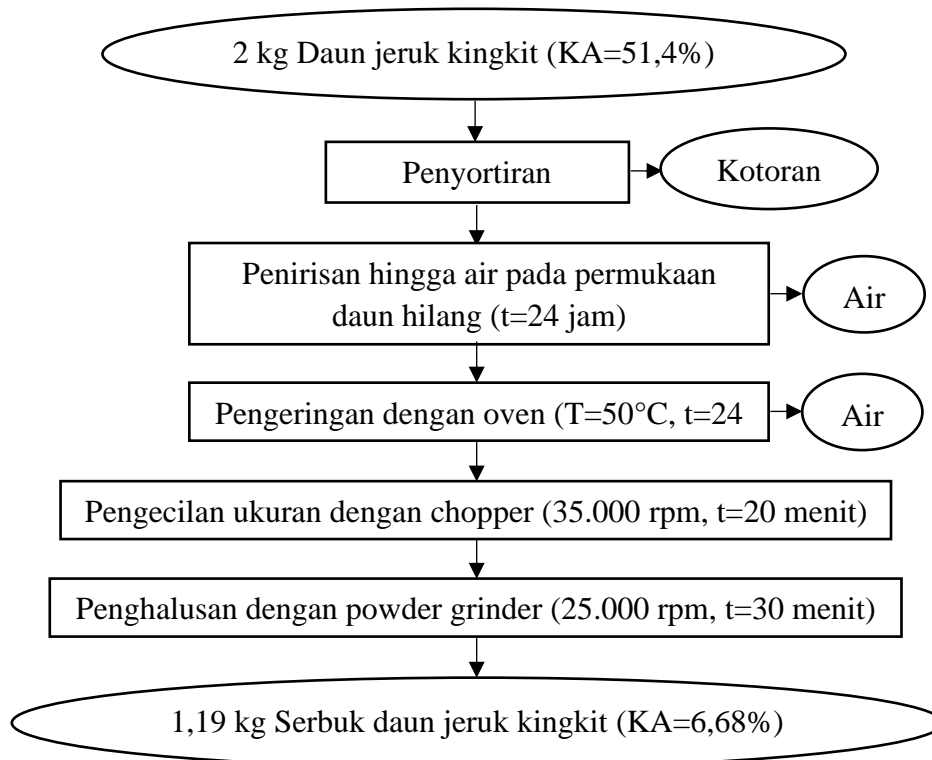 2 kg Daun jeruk kingkit (KA=51,4%)
Penyortiran
Kotoran
Penirisan hingga air pada permukaan
daun hilang (t=24 jam)
Air
Pengeringan dengan oven (T=50°C, t=24
Air
Pengecilan ukuran dengan chopper (35.000 rpm, t=20 menit)
Penghalusan dengan powder grinder (25.000 rpm, t=30 menit)
1,19 kg Serbuk daun jeruk kingkit (KA=6,68%)